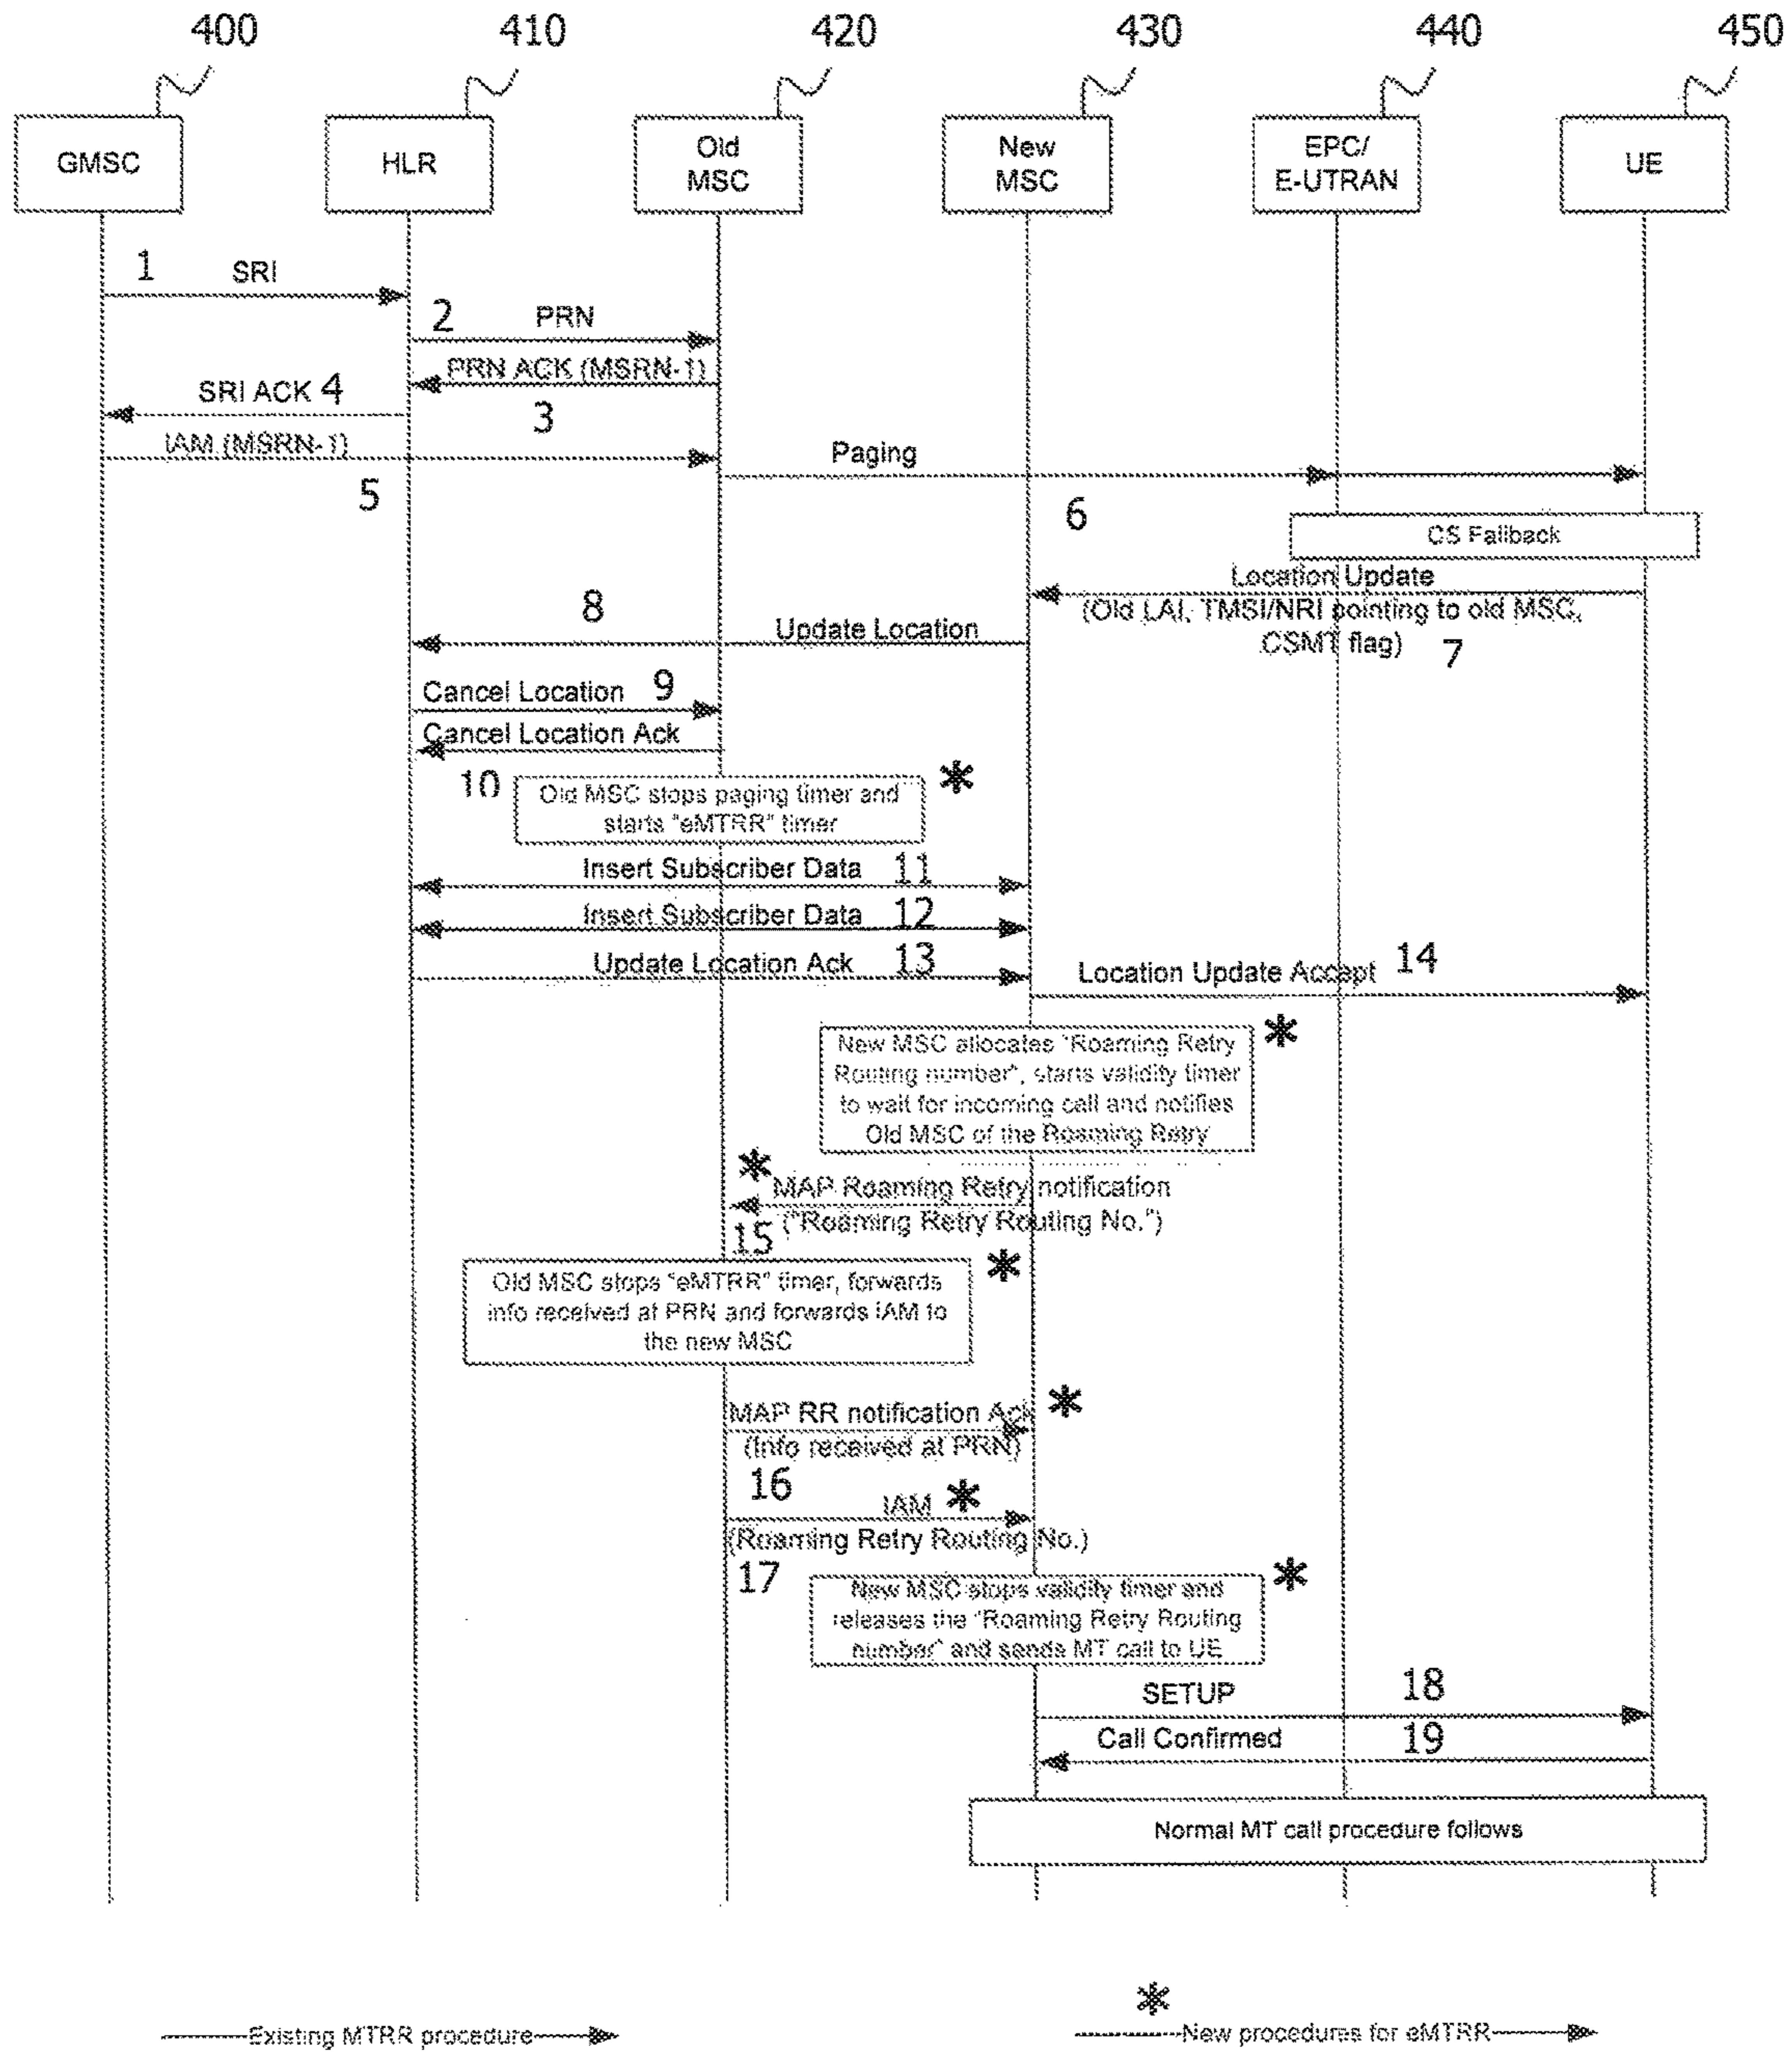 400 410 420 430 440 450
GMSC
HLR
Old
MSC
New
MSC
EPC/
E-UTRAN
UE
1 SRI
2 PRN
PRN ACK (MSRN-1)
3
SRI ACK 4
IAM (MSRN-1)
5
Paging
6
CS Fallback
Location Update
(Old LAI, TMSI/NRI pointing to old MSC,
CSMT flag) 7
8
Update Location
Cancel Location 9
Cancel Location Ack
10
Old MSC stops paging timer and
starts "eMTRR" timer
*
Insert Subscriber Data 11
Insert Subscriber Data 12
Update Location Ack 13
Location Update Accept 14
New MSC allocates "Roaming Retry
Routing number", starts validity timer
to wait for incoming call and notifies
Old MSC of the Roaming Retry
*
*
MAP Roaming Retry notification
("Roaming Retry Routing No.")
15
Old MSC stops "eMTRR" timer, forwards
info received at PRN and forwards IAM to
the new MSC
*
MAP RR notification Ack
(Info received at PRN)
*
16
IAM *
(Roaming Retry Routing No.)
17
New MSC stops validity timer and
releases the "Roaming Retry Routing
number" and sends MT call to UE
*
SETUP 18
Call Confirmed 19
Normal MT call procedure follows
Existing MTRR procedure
*
New procedures for eMTRR